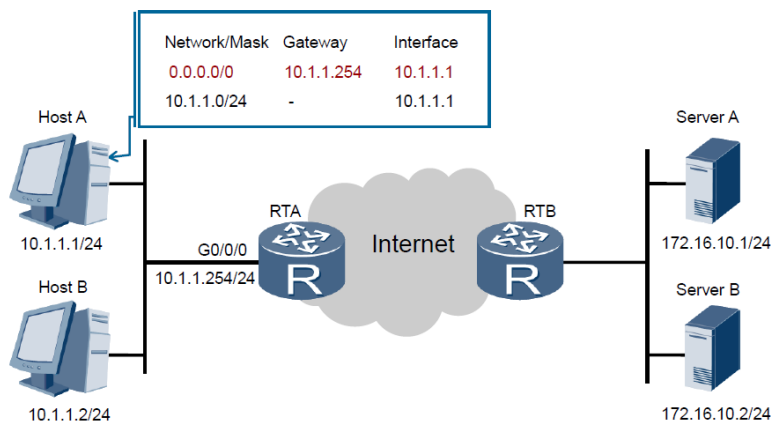 Network/Mask Gateway Interface
0.0.0.0/0 10.1.1.254 10.1.1.1
10.1.1.0/24 - 10.1.1.1
Host A
Server A
10.1.1.1/24
RTA
RTB
G0/0/0
Internet
172.16.10.1/24
10.1.1.254/24
R
R
Host B
Server B
10.1.1.2/24
172.16.10.2/24